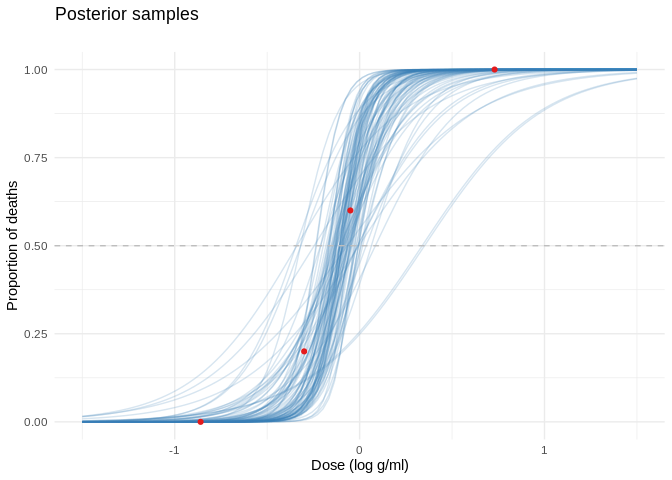 Posterior samples
1.00
0.75
0.50
0.25
0.00
Proportion of deaths
-1
0
1
Dose (log g/ml)